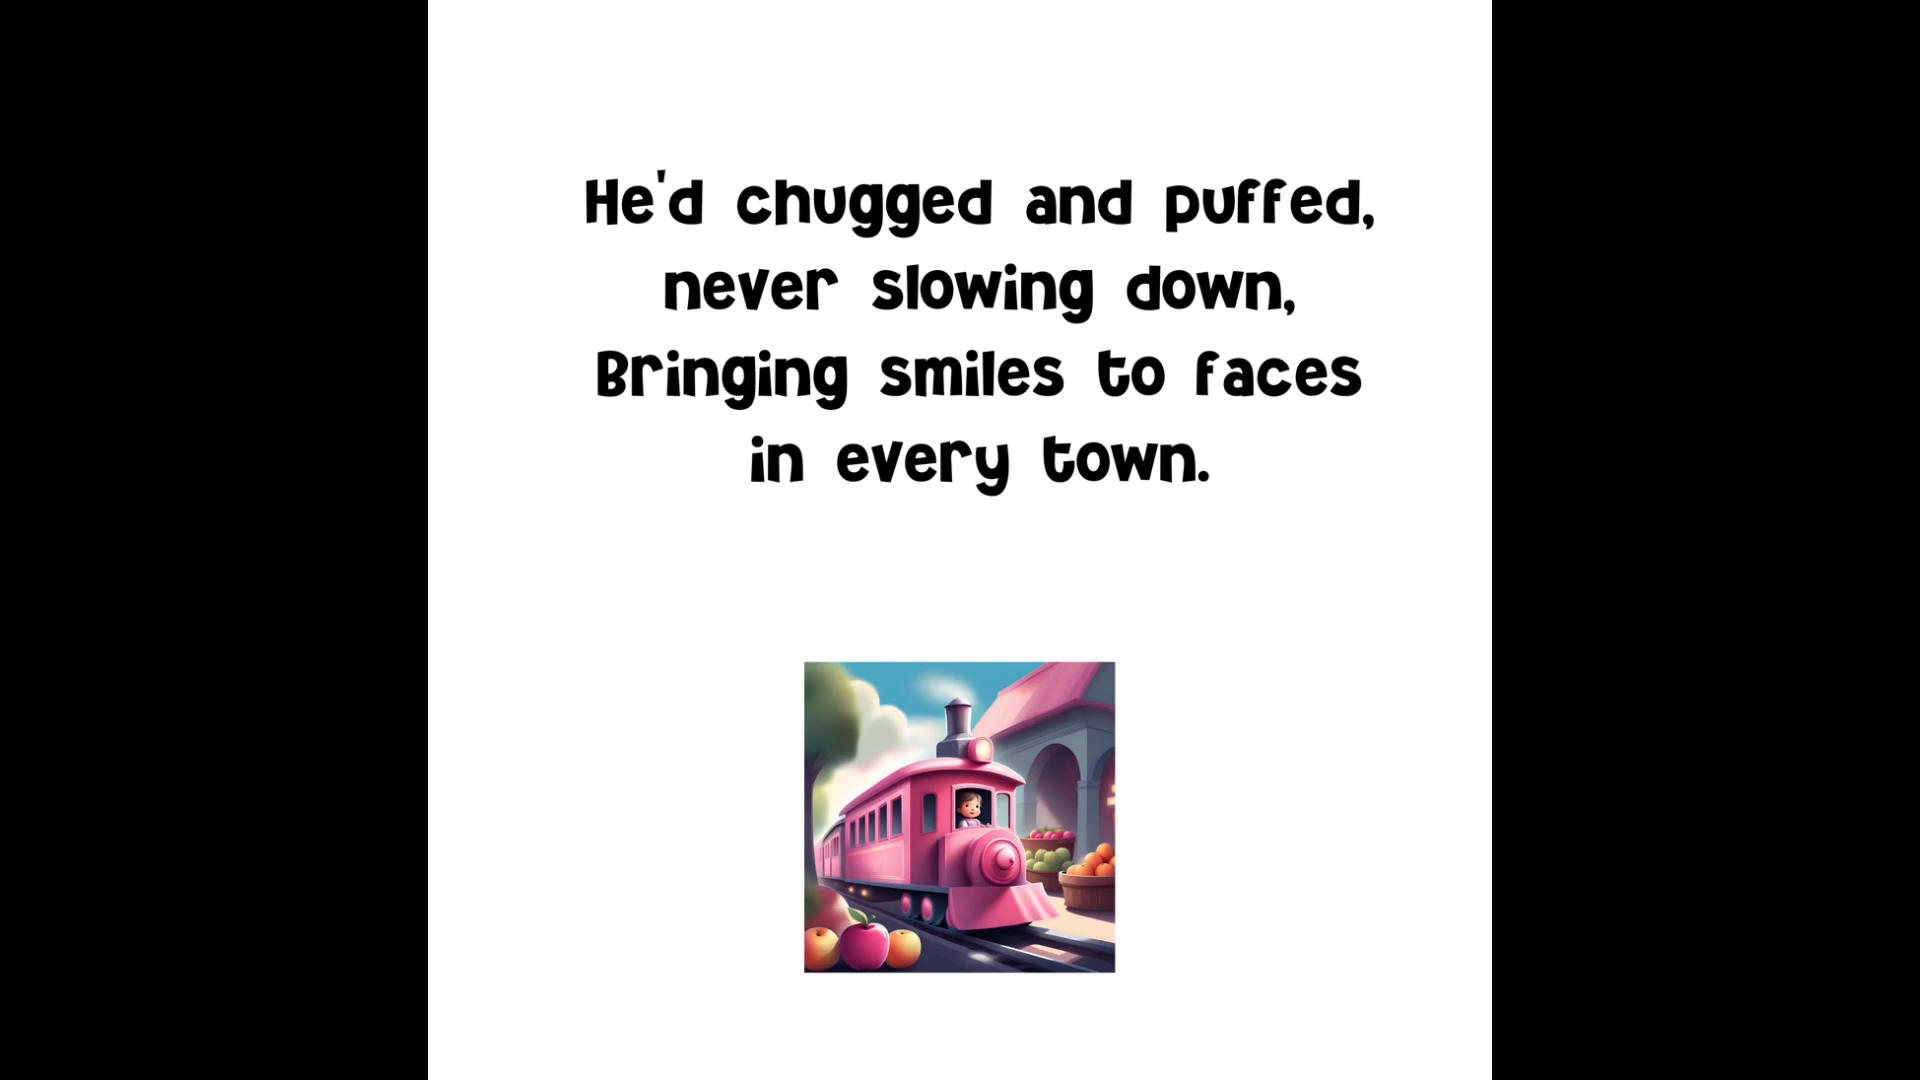 He'd chugged and puffed,
never slowing down,
Bringing smiles to faces
in every town.